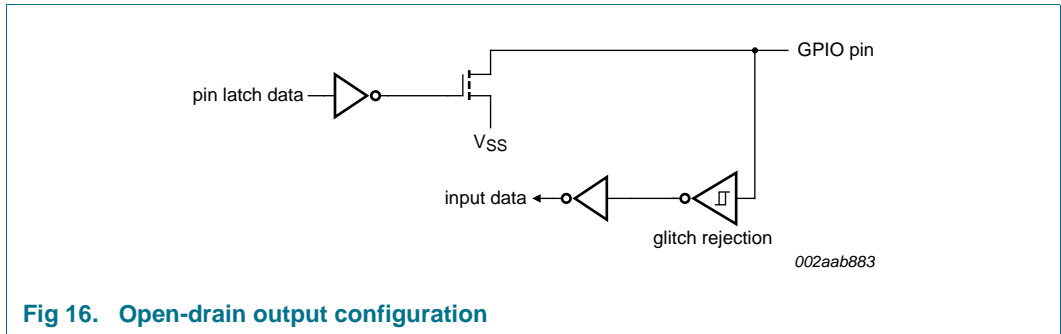 GPIO pin
pin latch data
VSS
input data
glitch rejection
002aab883
Fig 16. Open-drain output configuration